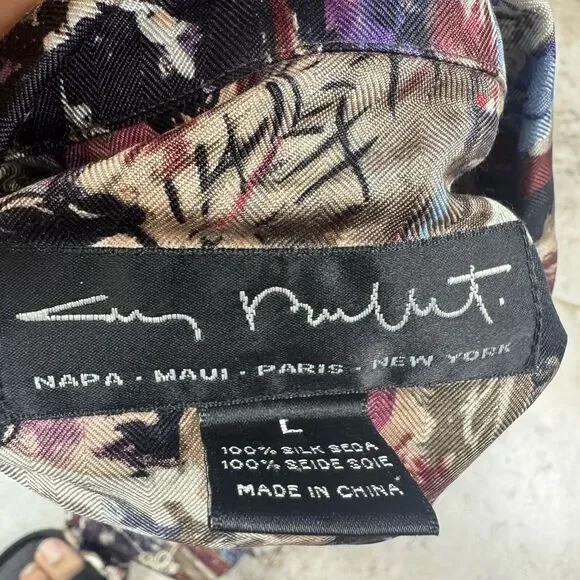 NAPA · MAUI · PARIS · NEW YORK
L
100% SILK SEDA
100% SEIDE SOIE
MADE IN CHINA